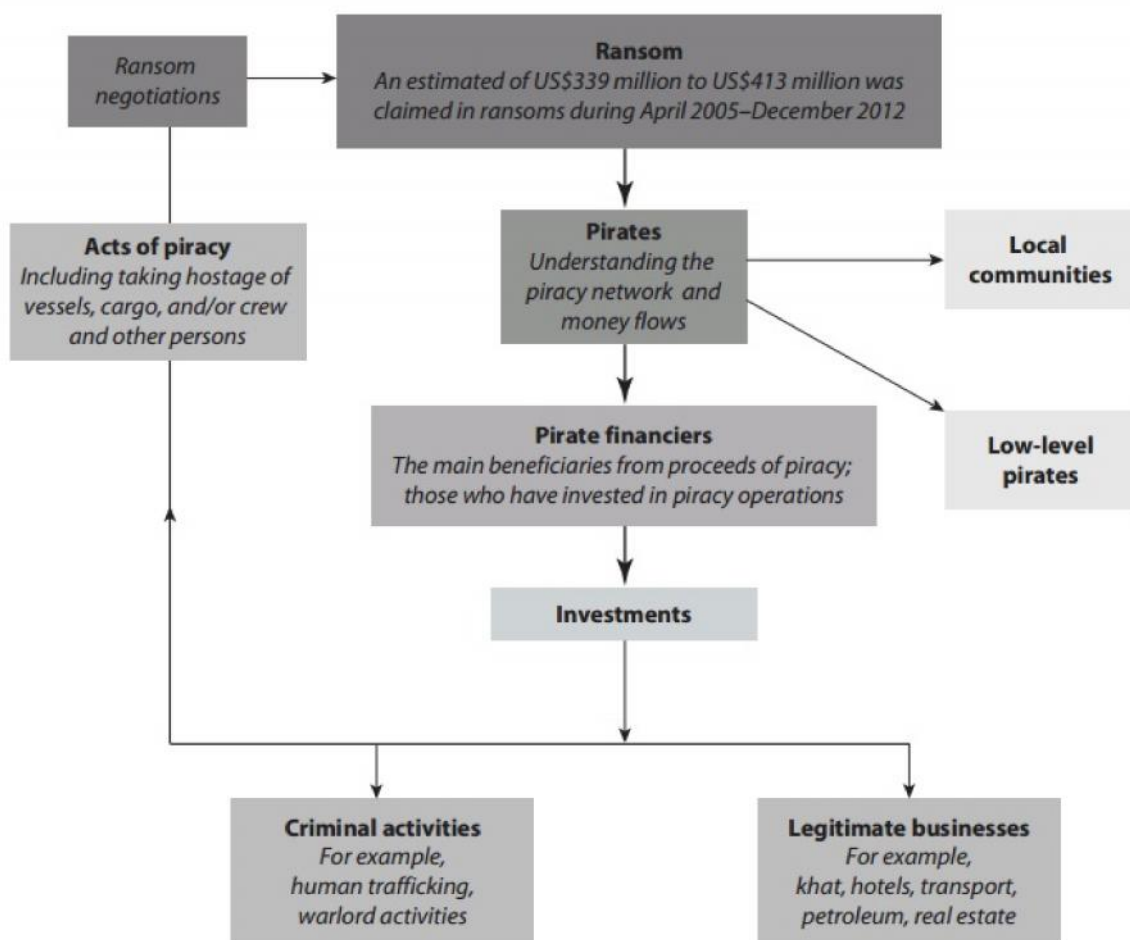 Ransom
negotiations
Ransom
An estimated of US$339 million to US$413 million was
claimed in ransoms during April 2005–December 2012
Acts of piracy
Including taking hostage of
vessels, cargo, and/or crew
and other persons
Pirates
Understanding the
piracy network and
money flows
Local
communities
Low-level
pirates
Pirate financiers
The main beneficiaries from proceeds of piracy;
those who have invested in piracy operations
Investments
Criminal activities
For example,
human trafficking,
warlord activities
Legitimate businesses
For example,
khat, hotels, transport,
petroleum, real estate